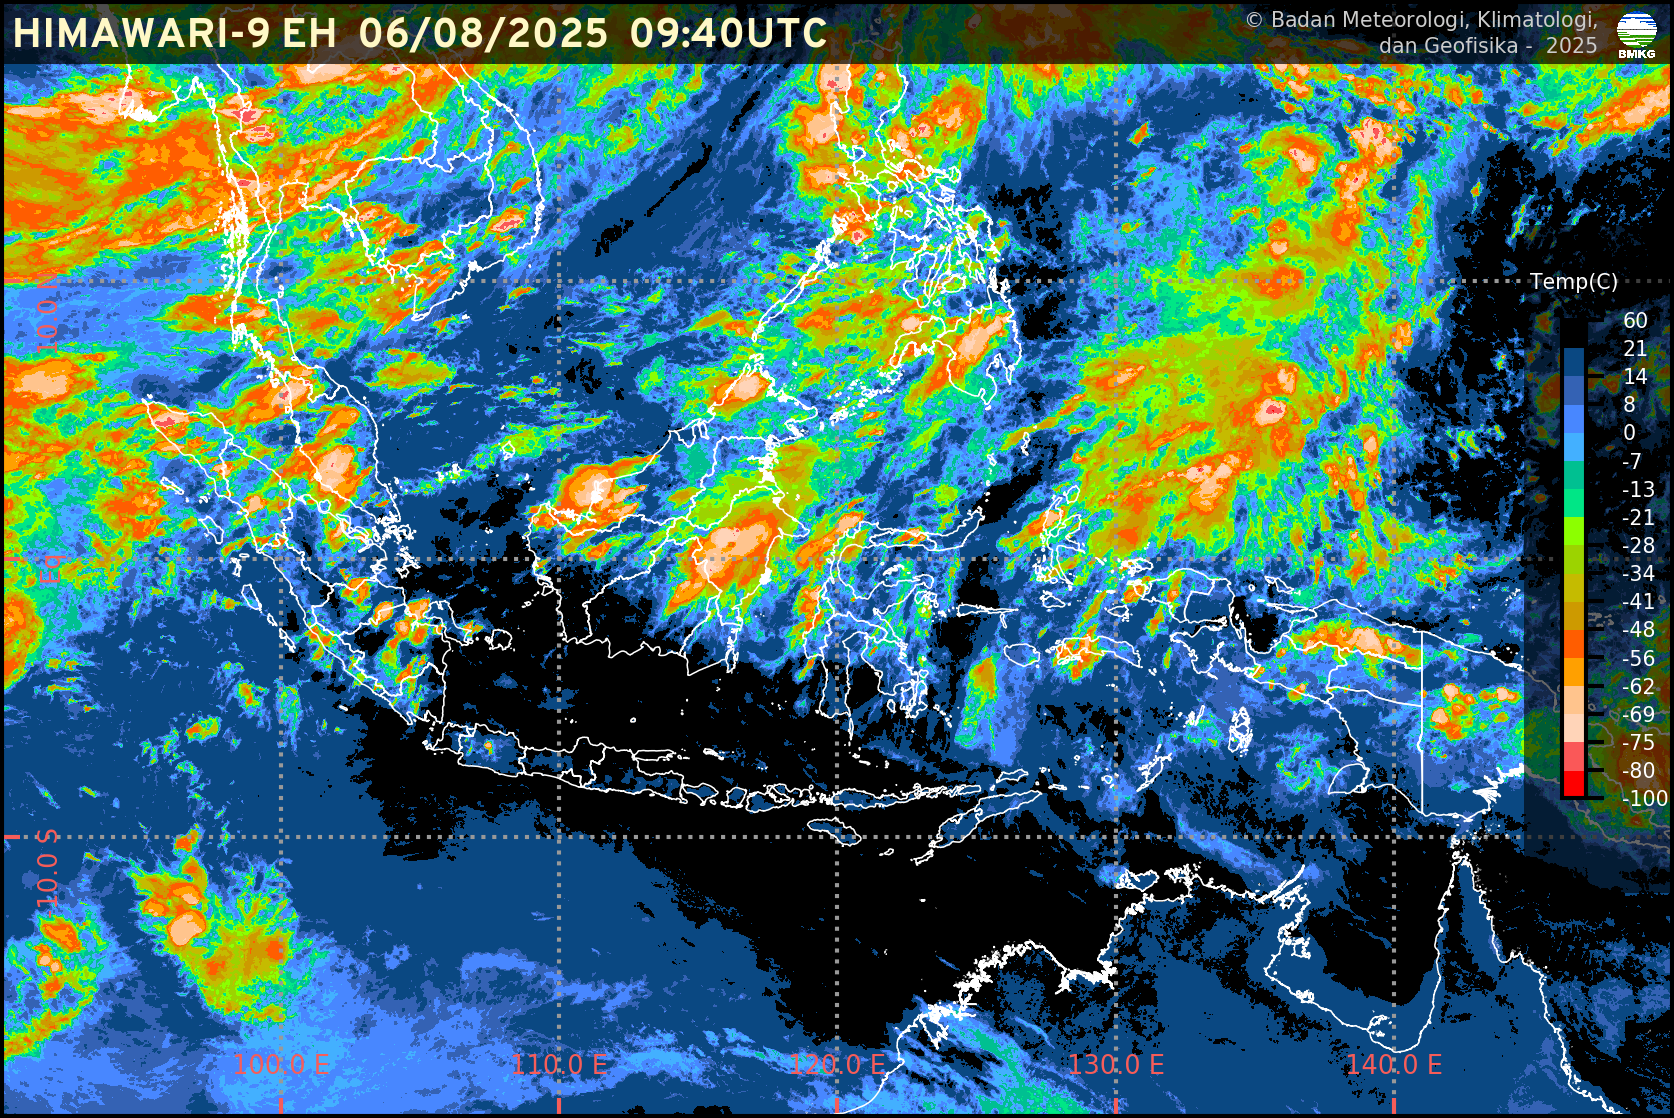 HIMAWARI-9 EH 06/08/2025 09:40UTC
© Badan Meteorologi, Klimatologi,
dan Geofisika - 2025
BMKG
Temp(C)
60
21
14
8
0
-7
-13
-21
-28
-34
-41
-48
-56
-62
-69
-75
-80
-100
10.0 N
Eq
-10.0 S
100.0 E
110.0 E
120.0 E
130.0 E
140.0 E